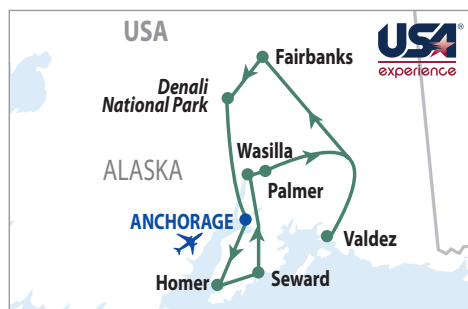 USA
USA®
experience
Fairbanks
Denali
National Park
Wasilla
ALASKA
Palmer
ANCHORAGE
Valdez
Seward
Homer